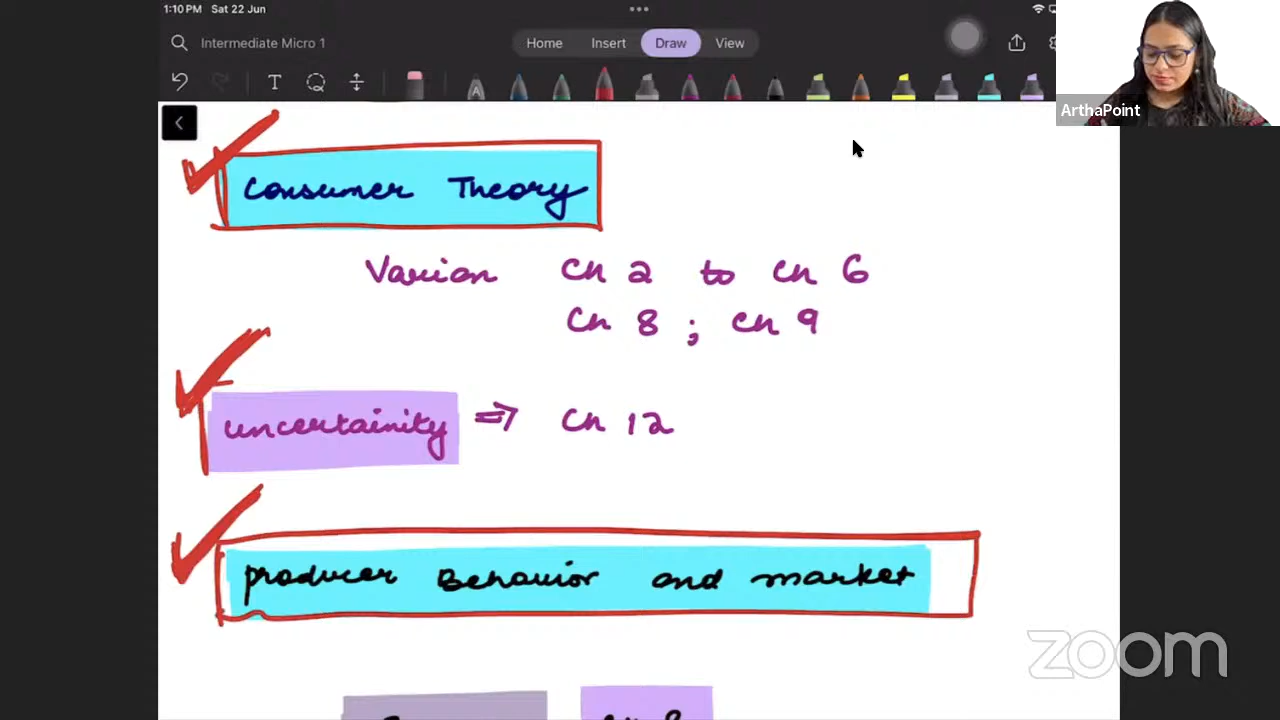 1:10 PM Sat 22 Jun
Intermediate Micro 1
Home Insert Draw View
T
A
ArthaPoint
Consumer Theory
Varian Ch 2 to Ch 6
Ch 8 ; Ch 9
uncertainity ⇒ Ch 12
producer Behavior and market
zoom